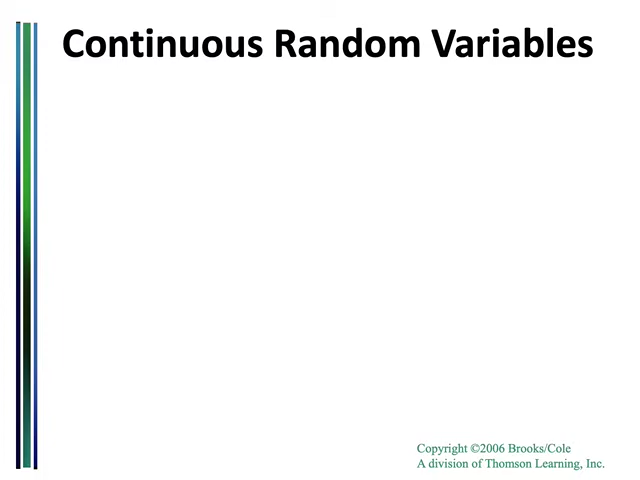 Continuous Random Variables
Copyright ©2006 Brooks/Cole
A division of Thomson Learning, Inc.